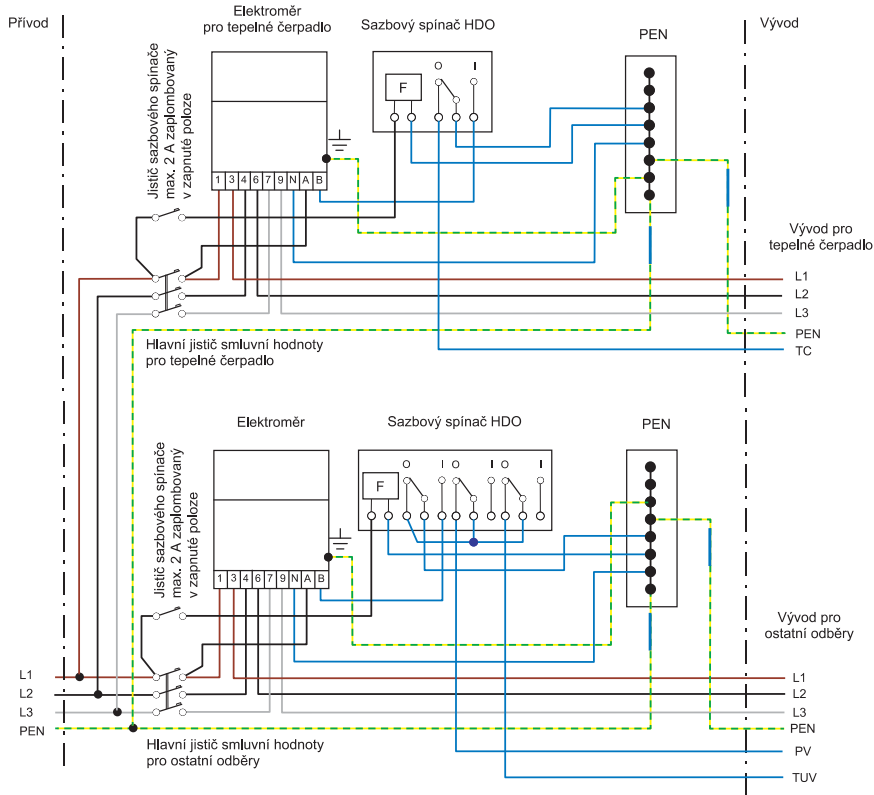 Přívod
Elektroměr
pro tepelné čerpadlo
Sazbový spínač HDO
PEN
Vývod
Jistič sazbového spínače
max. 2 A zaplombovaný
v zapnuté poloze
F
O
I
1 3 4 6 7 9 N A B
Vývod pro
tepelné čerpadlo
L1
L2
L3
PEN
TC
Hlavní jistič smluvní hodnoty
pro tepelné čerpadlo
Elektroměr
Sazbový spínač HDO
PEN
Jistič sazbového spínače
max. 2 A zaplombovaný
v zapnuté poloze
F
O I O I O I
1 3 4 6 7 9 N A B
Vývod pro
ostatní odběry
L1
L2
L3
PEN
L1
L2
L3
PEN
PV
TUV
Hlavní jistič smluvní hodnoty
pro ostatní odběry